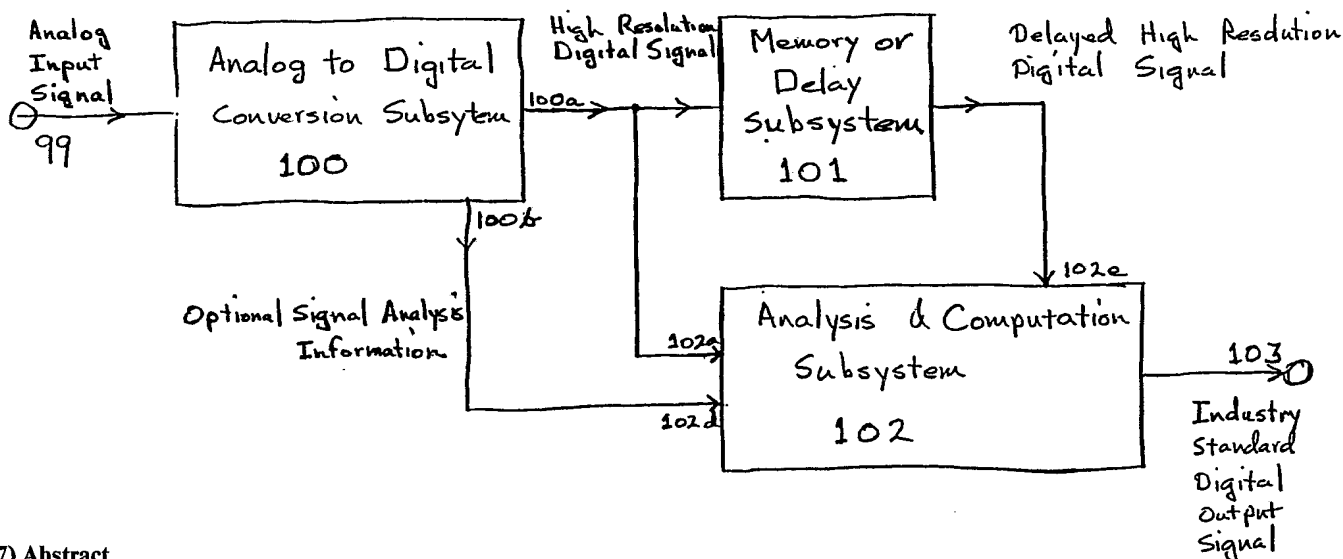 Analog
Input
Signal
99
Analog to Digital
Conversion Subsytem
100
100a
100b
High Resolution
Digital Signal
Memory or
Delay
Subsystem
101
Delayed High Resolution
Digital Signal
102e
Optional Signal Analysis
Information
102a
102d
Analysis & Computation
Subsystem
102
103
Industry
Standard
Digital
Output
Signal
7) Abstract